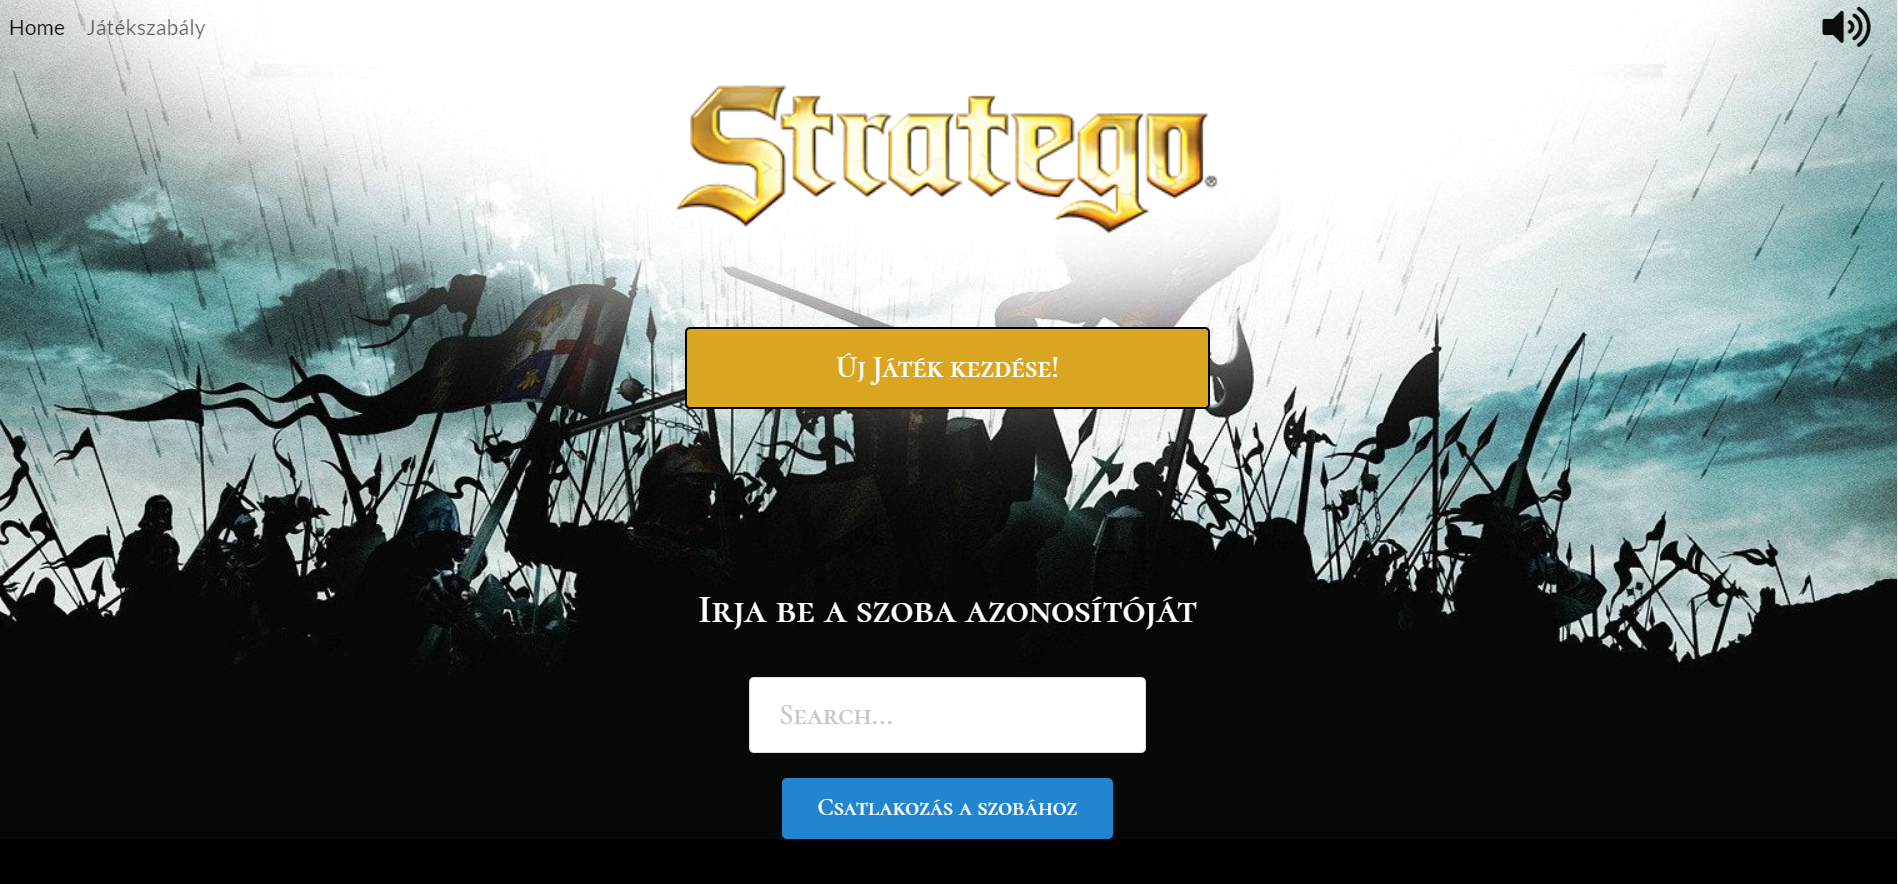 Home Játékszabály
Stratego®
Új Játék kezdése!
Irja be a szoba azonosítóját
Search...
Csatlakozás a szobához